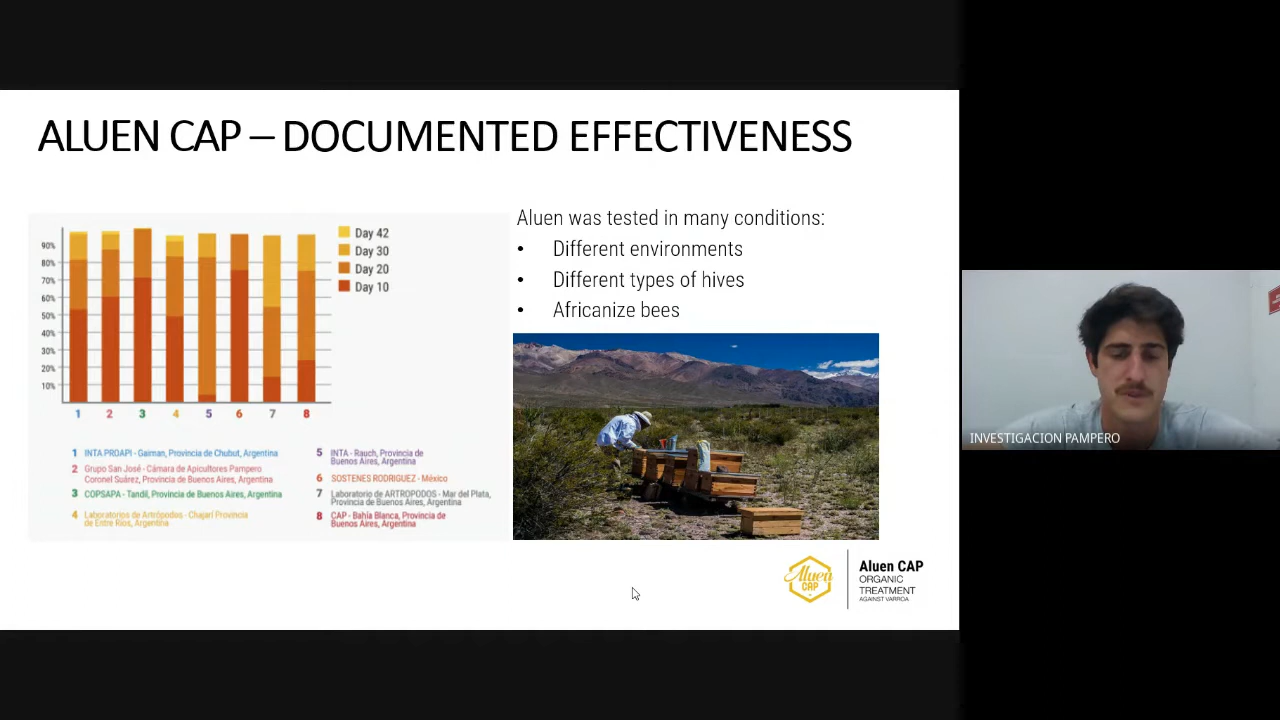 ALUEN CAP – DOCUMENTED EFFECTIVENESS
90%
80%
70%
60%
50%
40%
30%
20%
10%
1 2 3 4 5 6 7 8
Day 42
Day 30
Day 20
Day 10
1 INTA PROAPI - Gaiman, Provincia de Chubut, Argentina
2 Grupo San José - Cámara de Apicultores Pampero
Coronel Suárez, Provincia de Buenos Aires, Argentina
3 COPSAPA - Tandil, Provincia de Buenos Aires, Argentina
4 Laboratorios de Artrópodos - Chajarí Provincia
de Entre Ríos, Argentina
5 INTA - Rauch, Provincia de
Buenos Aires, Argentina
6 SOSTENES RODRIGUEZ - México
7 Laboratorio de ARTROPODOS - Mar del Plata,
Provincia de Buenos Aires, Argentina
8 CAP - Bahía Blanca, Provincia de
Buenos Aires, Argentina
Aluen was tested in many conditions:
• Different environments
• Different types of hives
• Africanize bees
Aluen
CAP
Aluen CAP
ORGANIC
TREATMENT
AGAINST VARROA
INVESTIGACION PAMPERO